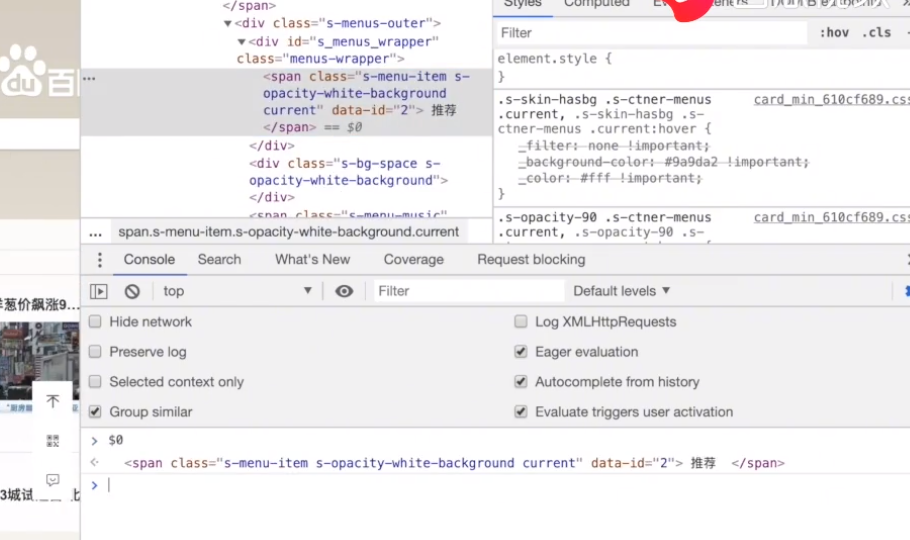 </span>
▼<div class="s-menus-outer">
▼<div id="s_menus_wrapper"
class="menus-wrapper">
<span class="s-menu-item s-
opacity-white-background
current" data-id="2"> 推荐
</span> == $0
</div>
<div class="s-bg-space s-
opacity-white-background">
</div>
<span class="s-menu-music"
... span.s-menu-item.s-opacity-white-background.current
Styles Computed
Filter :hov .cls
element.style {
}
.s-skin-hasbg .s-ctner-menus card_min_610cf689.css
.current, .s-skin-hasbg .s-
ctner-menus .current:hover {
_filter: none !important;
_background-color: #9a9da2 !important;
_color: #fff !important;
}
.s-opacity-90 .s-ctner-menus card_min_610cf689.css
.current, .s-opacity-90 .s-
Console Search What's New Coverage Request blocking
top ▼ Filter Default levels ▼
Hide network Log XMLHttpRequests
Preserve log Eager evaluation
Selected context only Autocomplete from history
Group similar Evaluate triggers user activation
> $0
<span class="s-menu-item s-opacity-white-background current" data-id="2"> 推荐 </span>
>
du 百
葱价飙涨9...
3城试